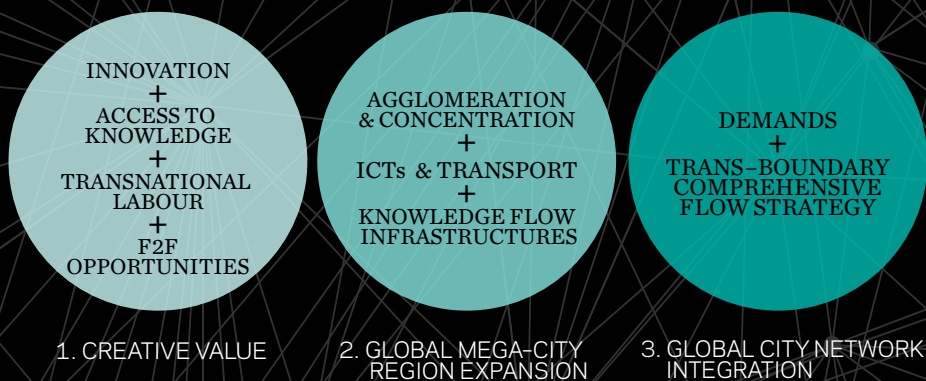 INNOVATION
+
ACCESS TO
KNOWLEDGE
+
TRANSNATIONAL
LABOUR
+
F2F
OPPORTUNITIES
AGGLOMERATION
& CONCENTRATION
+
ICTs & TRANSPORT
+
KNOWLEDGE FLOW
INFRASTRUCTURES
DEMANDS
+
TRANS-BOUNDARY
COMPREHENSIVE
FLOW STRATEGY
1. CREATIVE VALUE
2. GLOBAL MEGA-CITY
REGION EXPANSION
3. GLOBAL CITY NETWORK
INTEGRATION